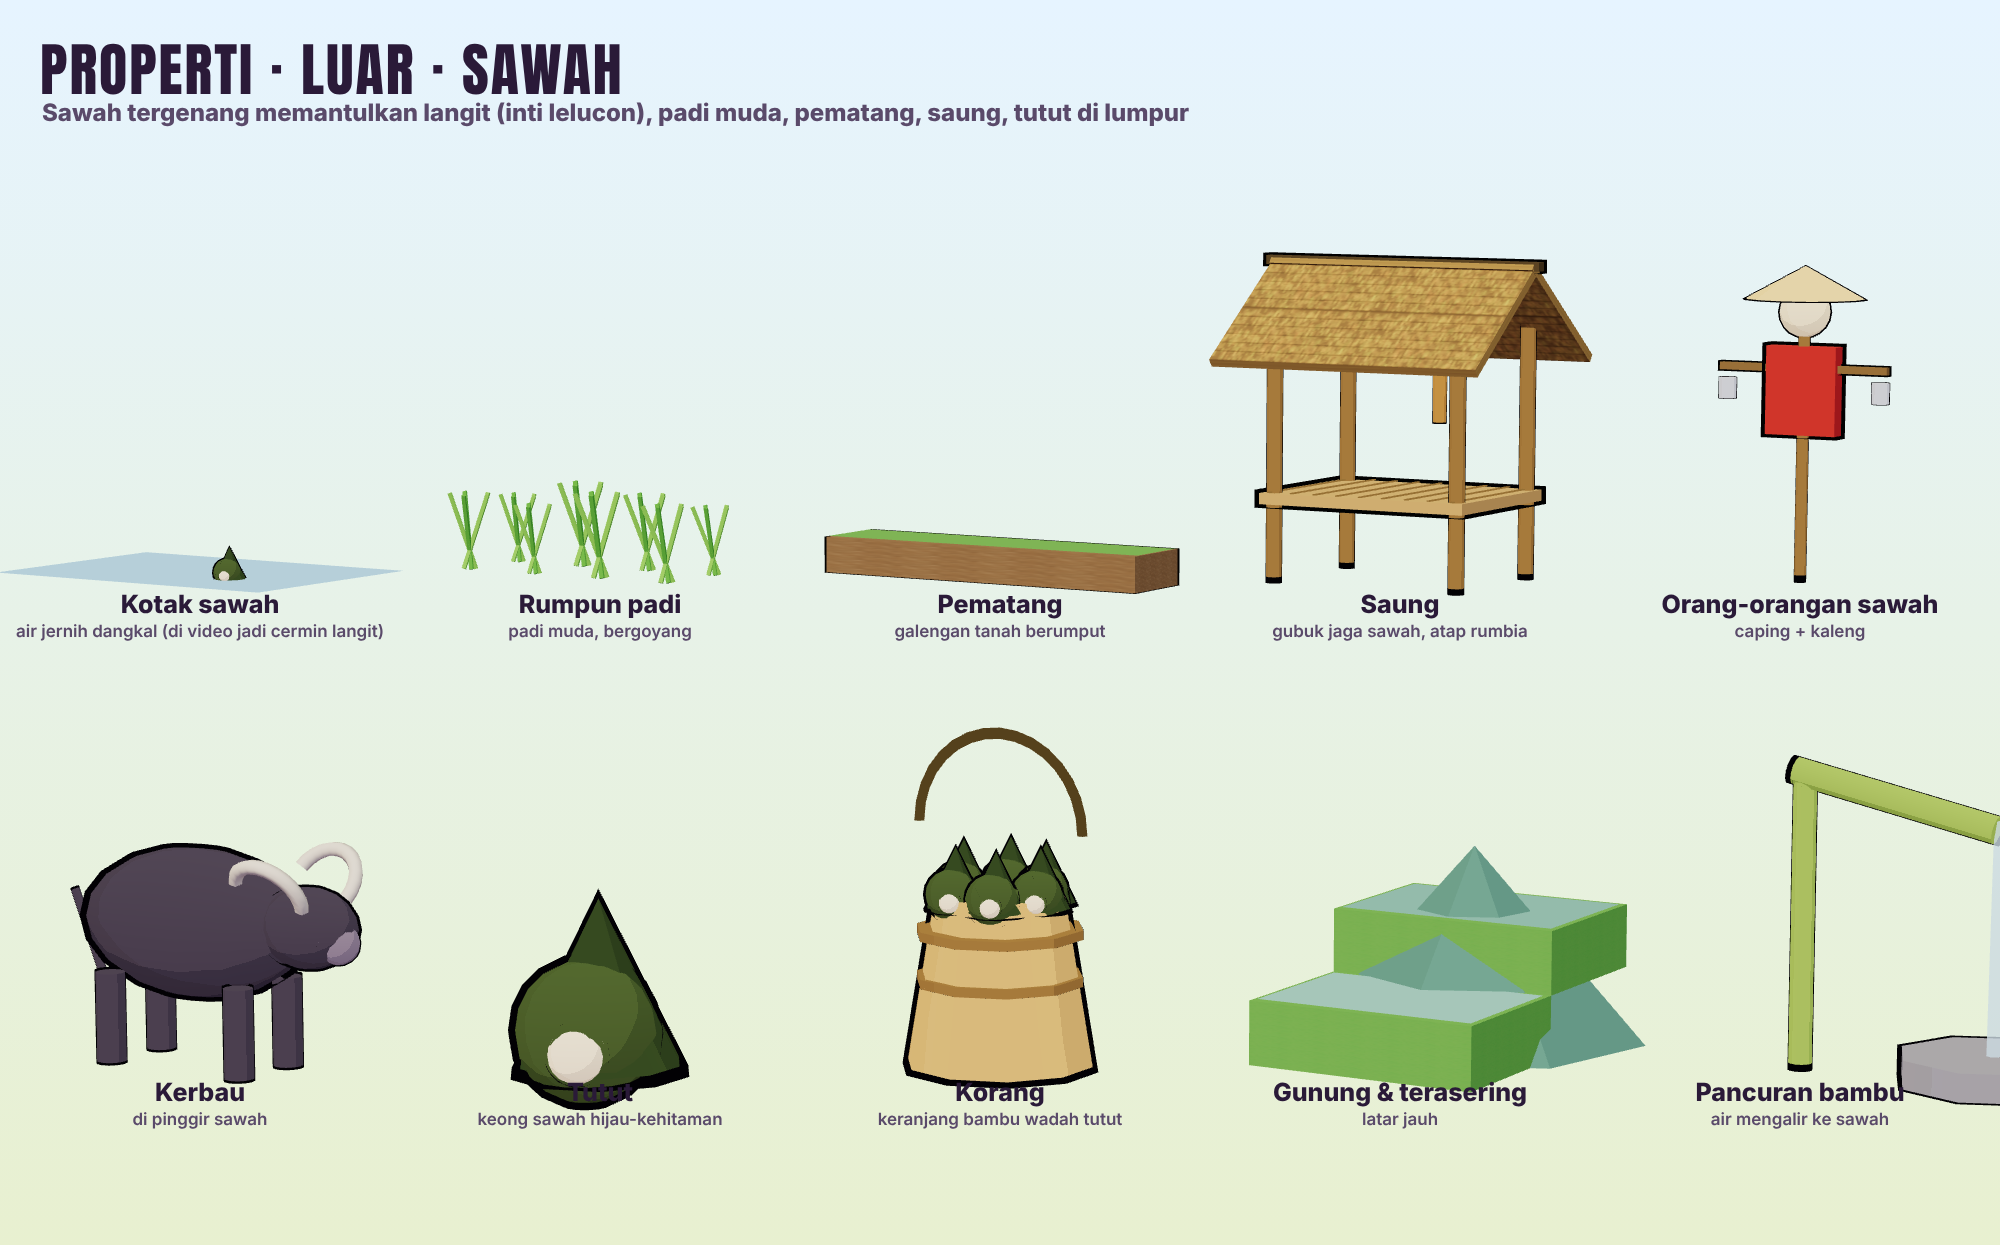 PROPERTI · LUAR · SAWAH
Sawah tergenang memantulkan langit (inti lelucon), padi muda, pematang, saung, tutut di lumpur
Kotak sawah
air jernih dangkal (di video jadi cermin langit)
Rumpun padi
padi muda, bergoyang
Pematang
galengan tanah berumput
Saung
gubuk jaga sawah, atap rumbia
Orang-orangan sawah
caping + kaleng
Kerbau
di pinggir sawah
Tutut
keong sawah hijau-kehitaman
Korang
keranjang bambu wadah tutut
Gunung & terasering
latar jauh
Pancuran bambu
air mengalir ke sawah